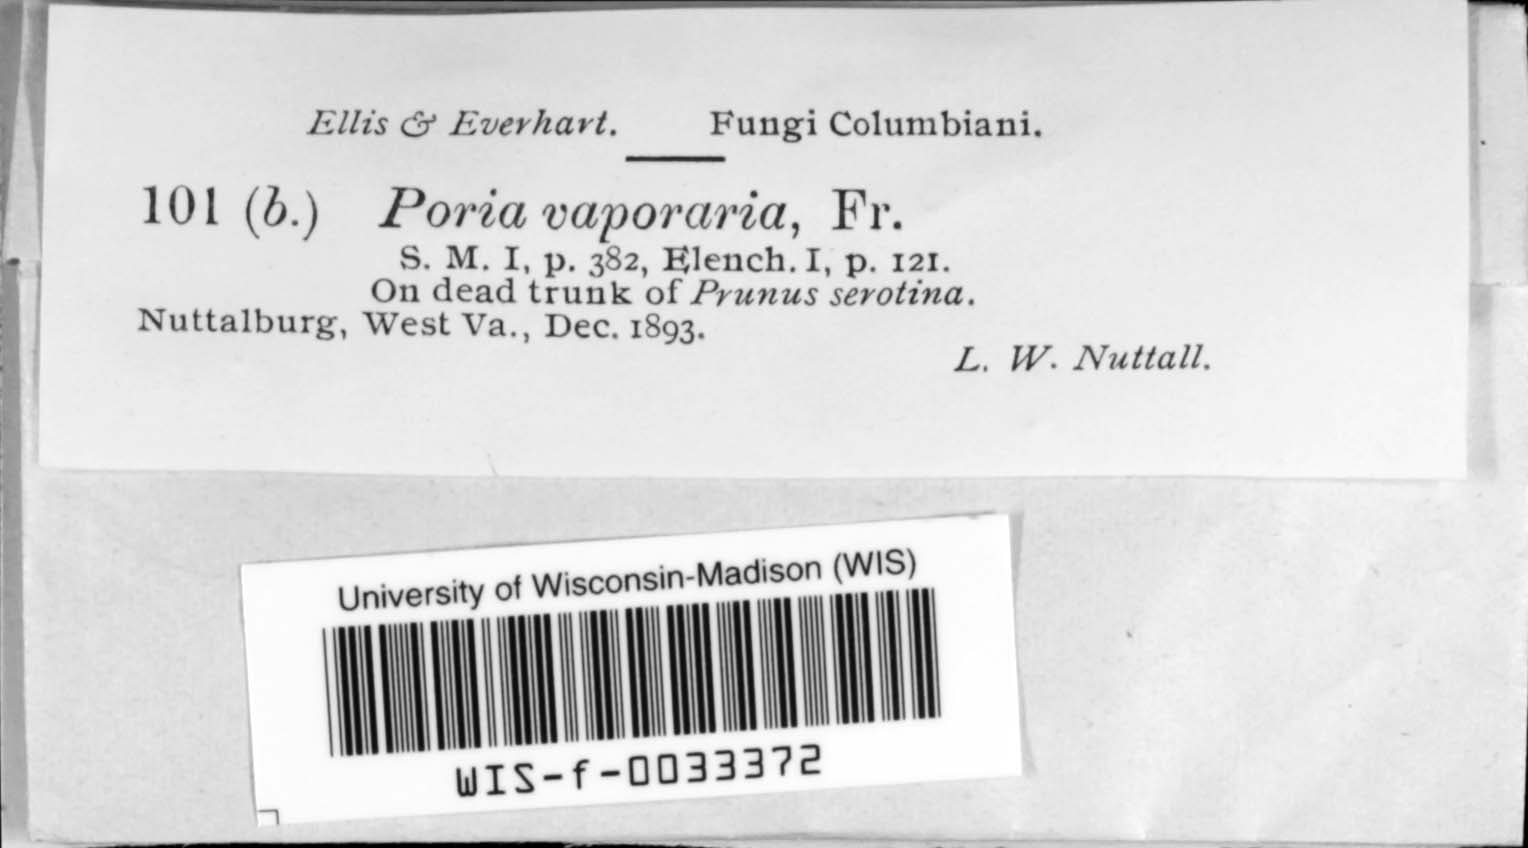 Ellis & Everhart. Fungi Columbiani.
101 (b.) Poria vaporaria, Fr.
S. M. I, p. 382, Elench. I, p. 121.
On dead trunk of Prunus serotina.
Nuttalburg, West Va., Dec. 1893.
L. W. Nuttall.
University of Wisconsin-Madison (WIS)
WIS-f-0033372